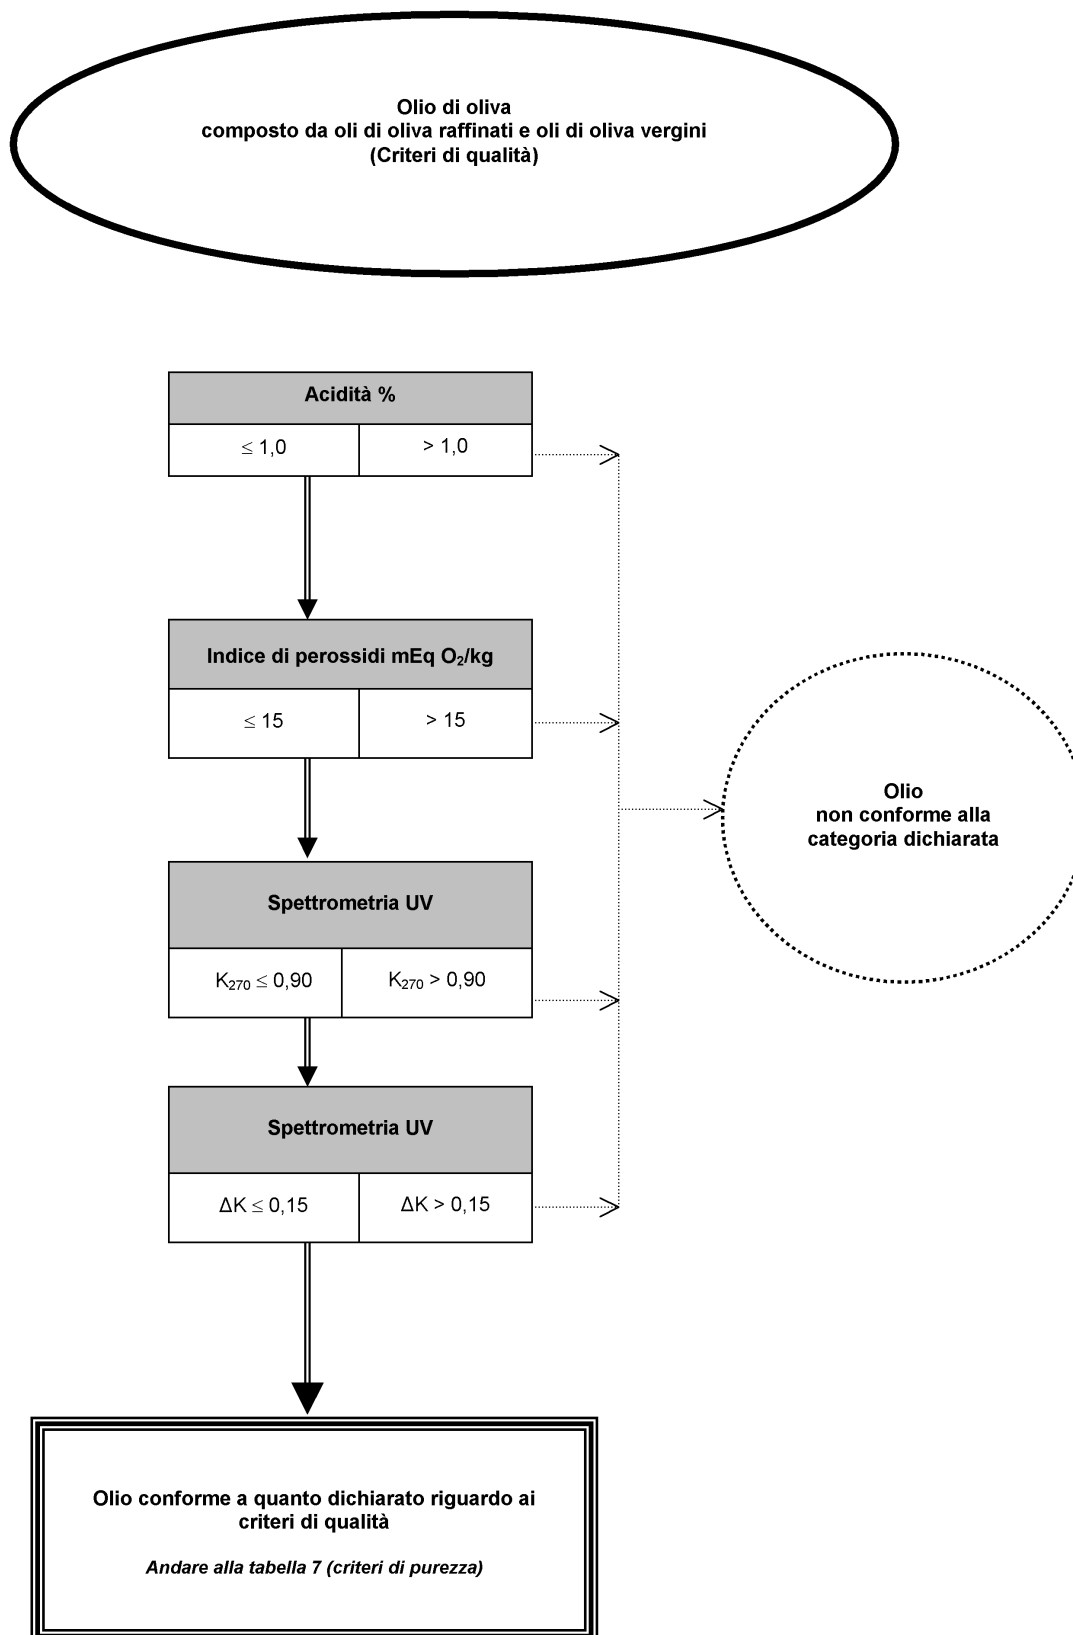 Olio di oliva
composto da oli di oliva raffinati e oli di oliva vergini
(Criteri di qualità)
Acidità %
≤ 1,0
> 1,0
Indice di perossidi mEq O₂/kg
≤ 15
> 15
Olio
non conforme alla
categoria dichiarata
Spettrometria UV
K₂₇₀ ≤ 0,90
K₂₇₀ > 0,90
Spettrometria UV
ΔK ≤ 0,15
ΔK > 0,15
Olio conforme a quanto dichiarato riguardo ai
criteri di qualità
Andare alla tabella 7 (criteri di purezza)